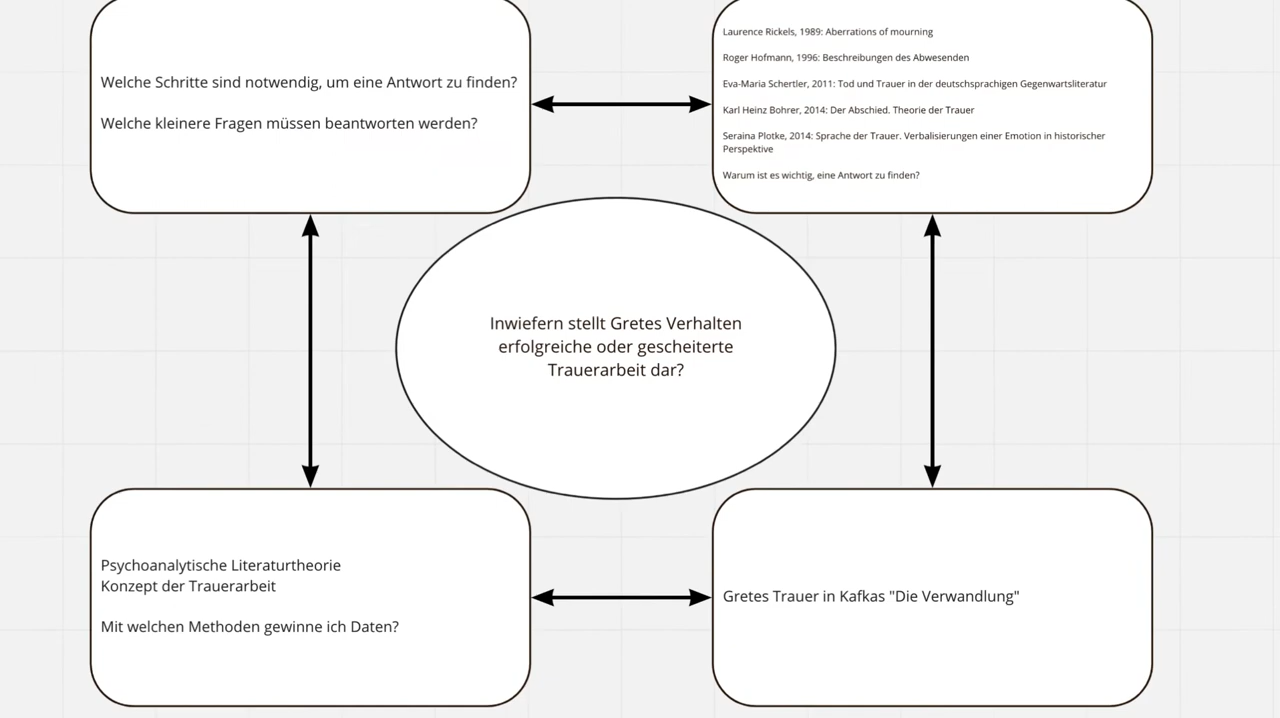 Welche Schritte sind notwendig, um eine Antwort zu finden?
Welche kleinere Fragen müssen beantworten werden?
Laurence Rickels, 1989: Aberrations of mourning
Roger Hofmann, 1996: Beschreibungen des Abwesenden
Eva-Maria Schertler, 2011: Tod und Trauer in der deutschsprachigen Gegenwartsliteratur
Karl Heinz Bohrer, 2014: Der Abschied. Theorie der Trauer
Seraina Plotke, 2014: Sprache der Trauer. Verbalisierungen einer Emotion in historischer
Perspektive
Warum ist es wichtig, eine Antwort zu finden?
Inwiefern stellt Gretes Verhalten
erfolgreiche oder gescheiterte
Trauerarbeit dar?
Psychoanalytische Literaturtheorie
Konzept der Trauerarbeit
Mit welchen Methoden gewinne ich Daten?
Gretes Trauer in Kafkas "Die Verwandlung"